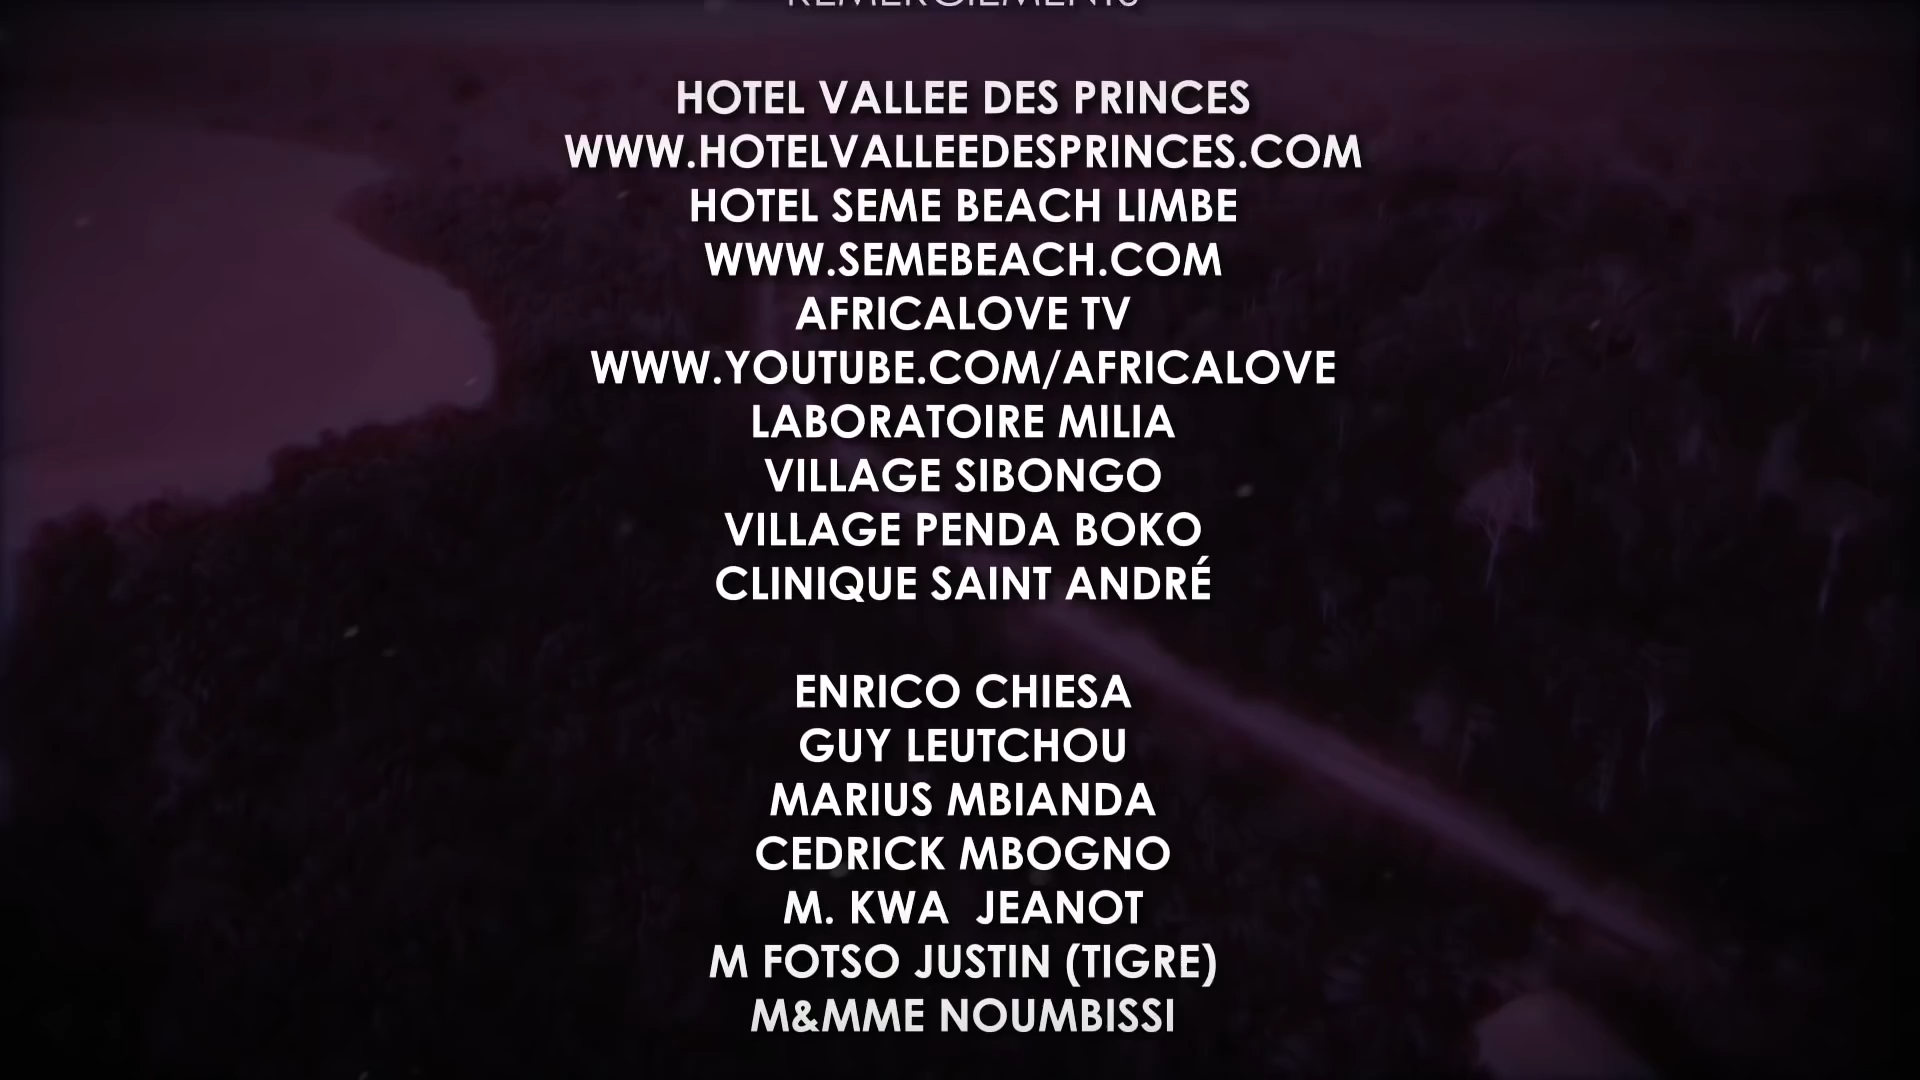 REMERCIEMENTS
HOTEL VALLEE DES PRINCES
WWW.HOTELVALLEEDESPRINCES.COM
HOTEL SEME BEACH LIMBE
WWW.SEMEBEACH.COM
AFRICALOVE TV
WWW.YOUTUBE.COM/AFRICALOVE
LABORATOIRE MILIA
VILLAGE SIBONGO
VILLAGE PENDA BOKO
CLINIQUE SAINT ANDRÉ
ENRICO CHIESA
GUY LEUTCHOU
MARIUS MBIANDA
CEDRICK MBOGNO
M. KWA  JEANOT
M FOTSO JUSTIN (TIGRE)
M&MME NOUMBISSI